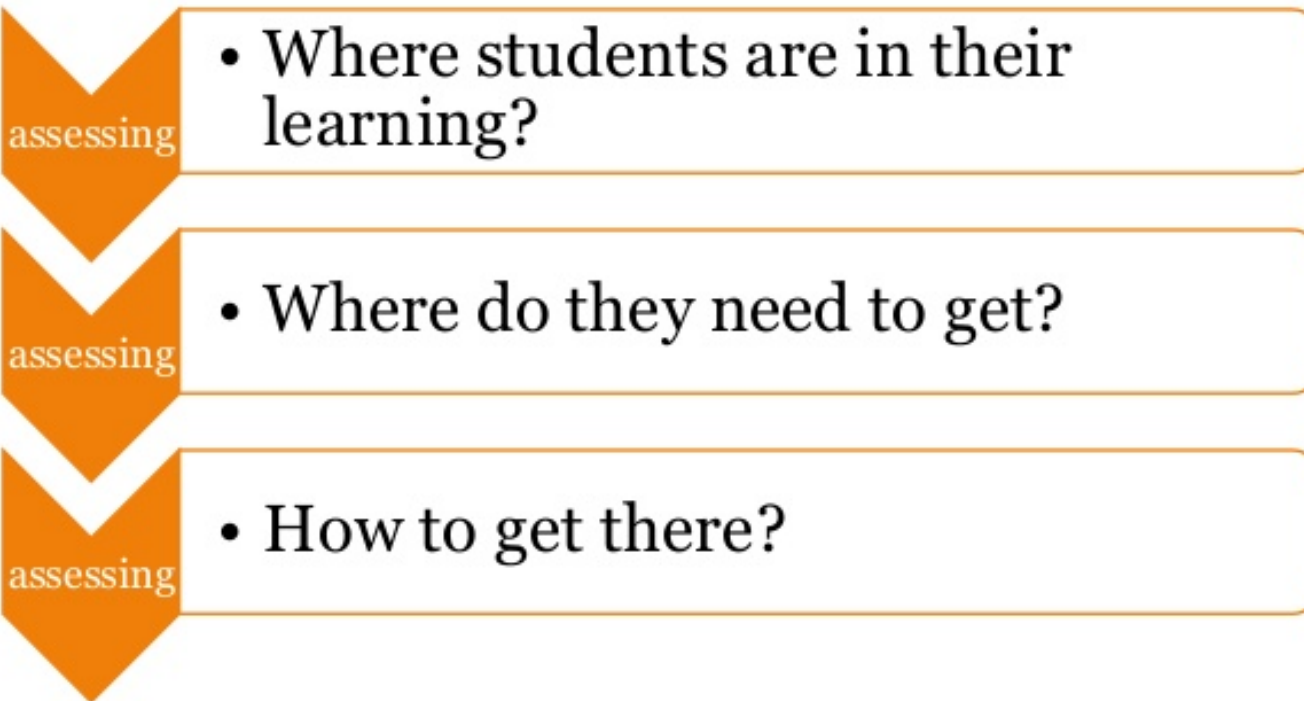 assessing
• Where students are in their
learning?
assessing
• Where do they need to get?
assessing
• How to get there?